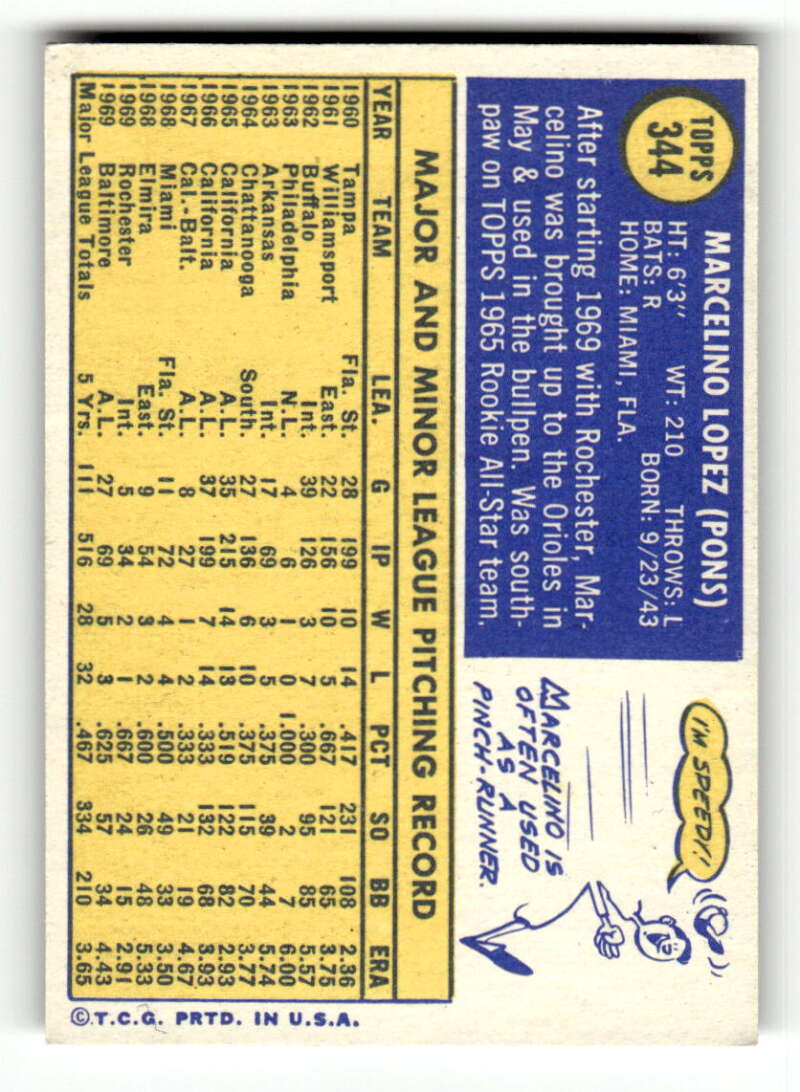 TOPPS
344
MARCELINO LOPEZ (PONS)
HT: 6'3" WT: 210 THROWS: L
BATS: R BORN: 9/23/43
HOME: MIAMI, FLA.
After starting 1969 with Rochester, Mar-
celino was brought up to the Orioles in
May & used in the bullpen. Was south-
paw on TOPPS 1965 Rookie All-Star team.
I'M SPEEDY!
MARCELINO IS
OFTEN USED
AS A
PINCH-RUNNER.
MAJOR AND MINOR LEAGUE PITCHING RECORD
YEAR TEAM LEA. G IP W L PCT SO BB ERA
1960 Tampa Fla. St. 28 199 10 14 .417 231 108 2.36
1961 Williamsport East. 22 156 10 5 .667 121 65 3.75
1962 Buffalo Int. 39 126 3 7 .300 95 85 5.57
1963 Philadelphia N.L. 4 6 1 0 1.000 2 7 6.00
1963 Arkansas Int. 17 69 3 5 .375 39 44 5.74
1964 Chattanooga South. 27 136 6 10 .375 115 70 3.77
1965 California A.L. 35 215 14 13 .519 122 82 2.93
1966 California A.L. 37 199 7 14 .333 132 68 3.93
1967 Cal.-Balt. A.L. 8 27 1 2 .333 21 19 4.67
1968 Miami Fla. St. 11 72 4 4 .500 49 33 3.50
1968 Elmira East. 9 54 3 2 .600 26 48 5.33
1969 Rochester Int. 5 34 2 1 .667 24 15 2.91
1969 Baltimore A.L. 27 69 5 3 .625 57 34 4.43
Major League Totals 5 Yrs. 111 516 28 32 .467 334 210 3.65
©T.C.G. PRTD. IN U.S.A.